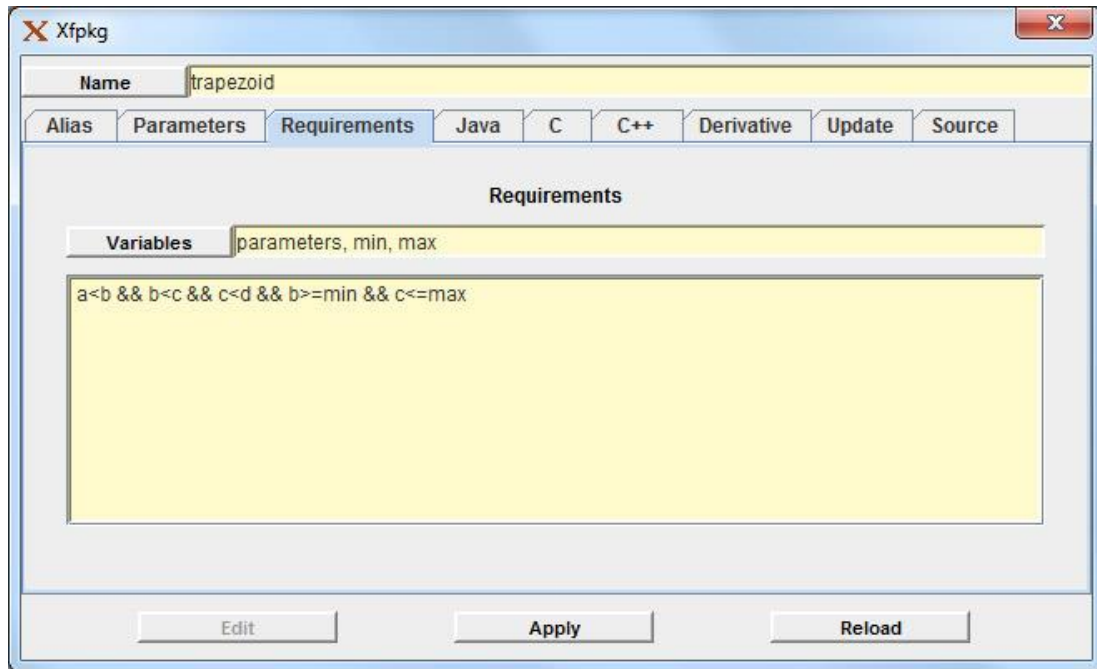 Xfpkg
Name trapezoid
Alias Parameters Requirements Java C C++ Derivative Update Source
Requirements
Variables parameters, min, max
a<b && b<c && c<d && b>=min && c<=max
Edit Apply Reload